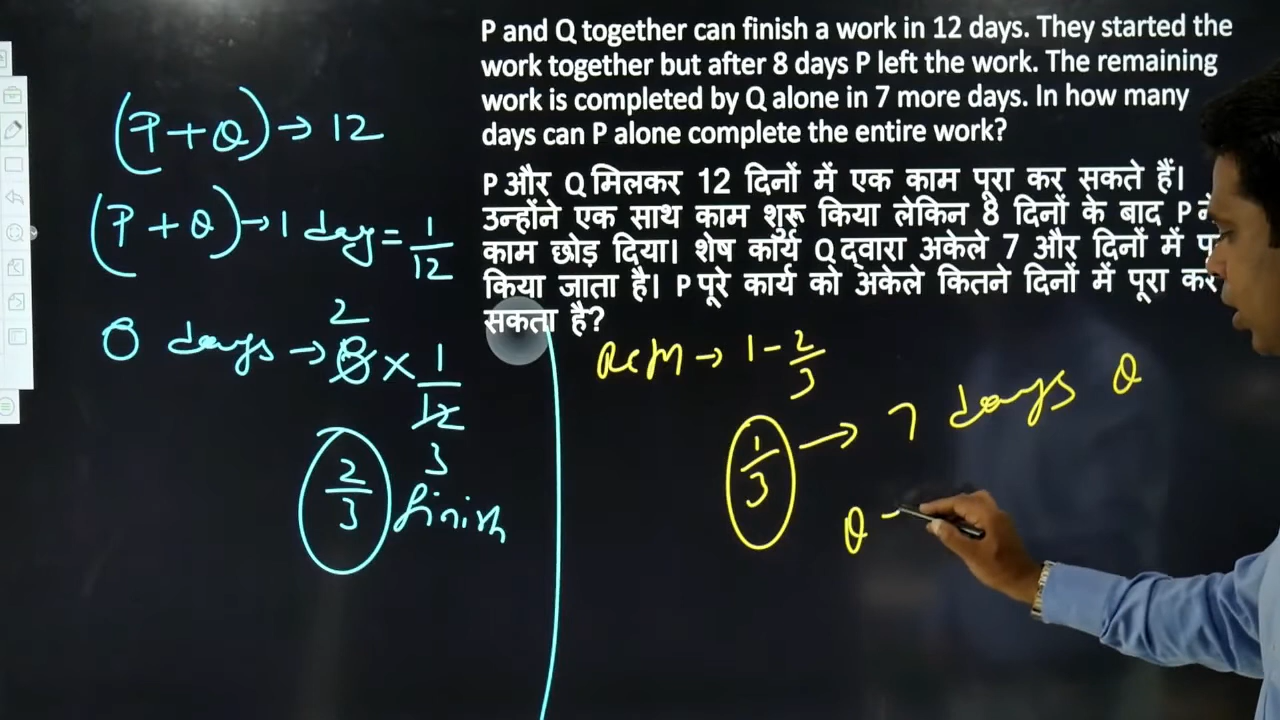 P and Q together can finish a work in 12 days. They started the
work together but after 8 days P left the work. The remaining
work is completed by Q alone in 7 more days. In how many
days can P alone complete the entire work?
P और Q मिलकर 12 दिनों में एक काम पूरा कर सकते हैं।
उन्होंने एक साथ काम शुरू किया लेकिन 8 दिनों के बाद P ने
काम छोड़ दिया। शेष कार्य Q द्वारा अकेले 7 और दिनों में
किया जाता है। P पूरे कार्य को अकेले कितने दिनों में पूरा कर
सकता है?
(P+Q) → 12
(P+Q) → 1 day = 1/12
8 days → 8 × 1/12
2
3
2/3 finish
Rem → 1 - 2/3
1/3 → 7 days Q
Q -